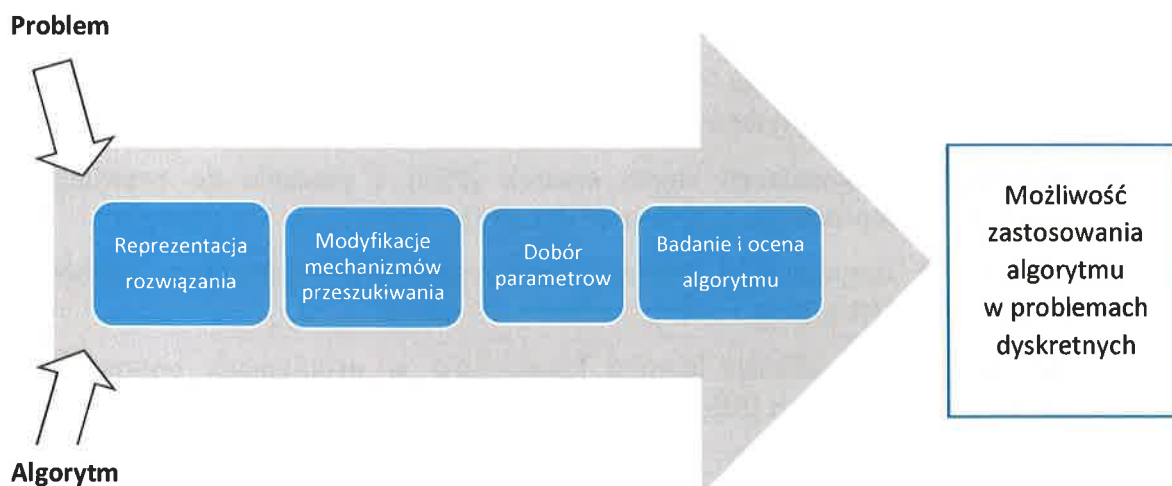 Problem
Reprezentacja
rozwiązania
Modyfikacje
mechanizmów
przeszukiwania
Dobór
parametrow
Badanie i ocena
algorytmu
Możliwość
zastosowania
algorytmu
w problemach
dyskretnych
Algorytm